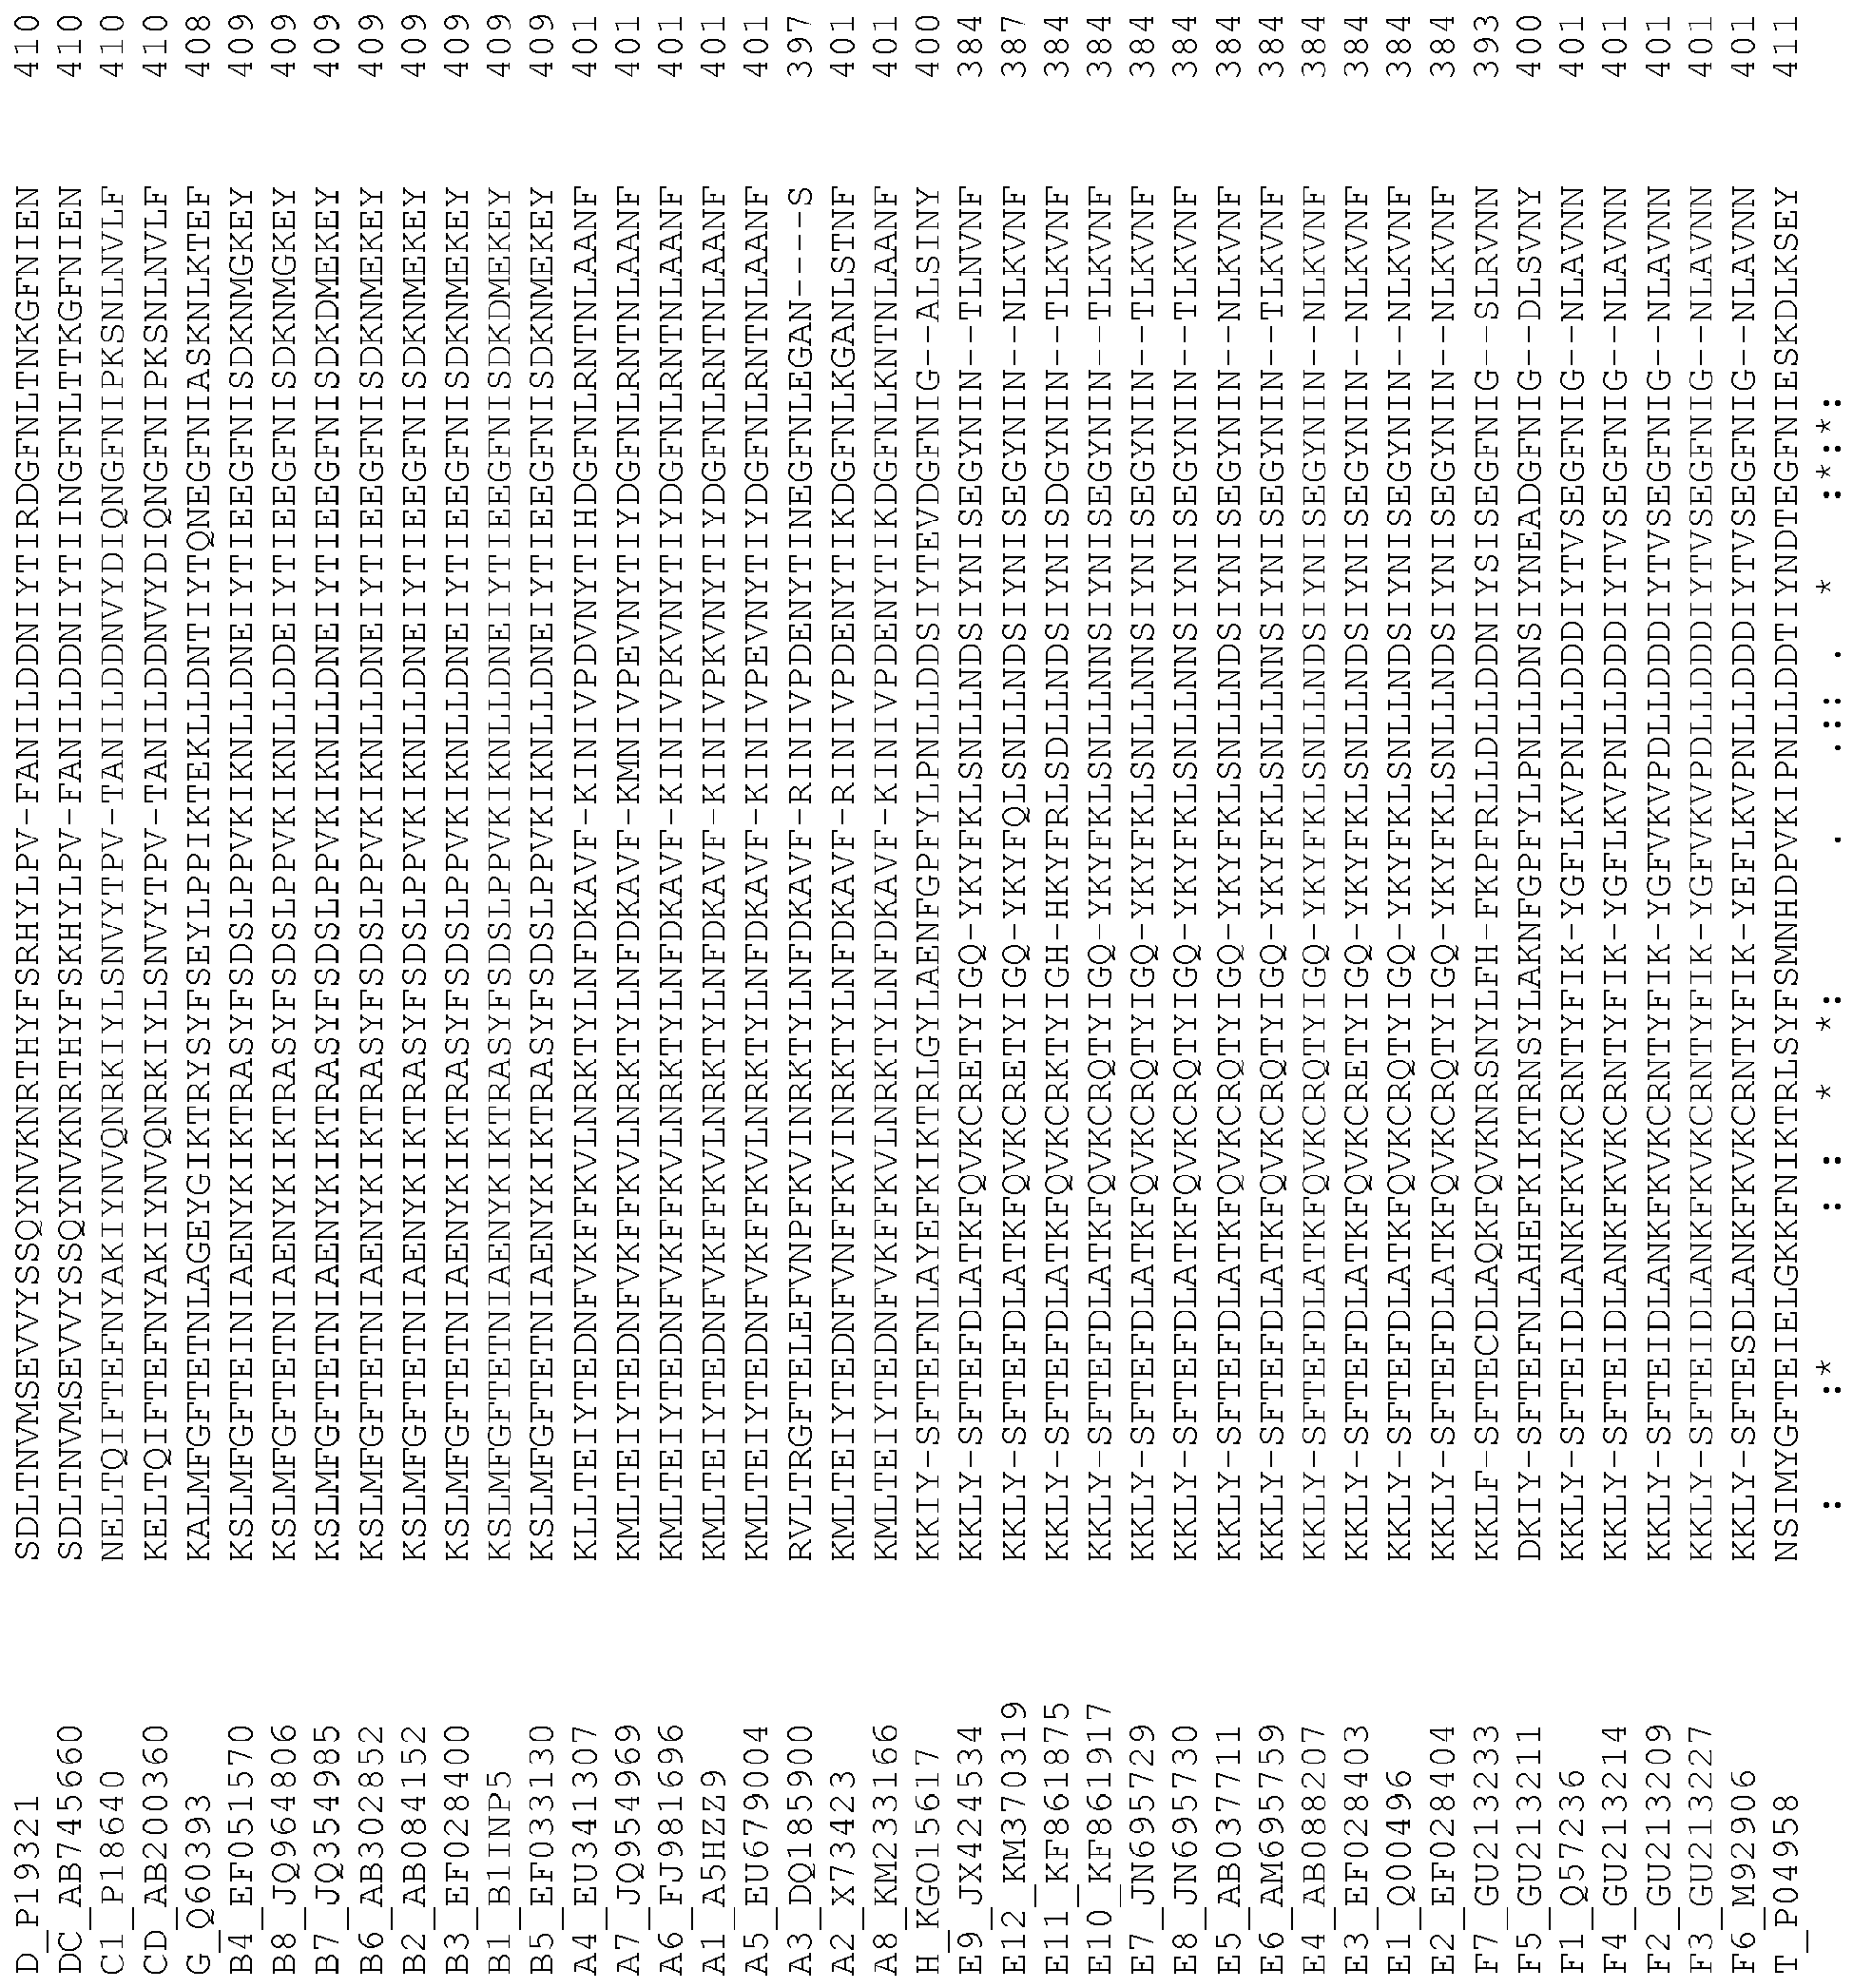 D_P19321 SDLTNVMSEVVYSSQYNVKNRTHYFSRHYLPV-FANILDDNIYTIRDGFNLTNKGFNIEN 410
DC_AB745660 SDLTNVMSEVVYSSQYNVKNRTHYFSKHYLPV-FANILDDNIYTIINGFNLTTKGFNIEN 410
C1_P18640 NELTQIFTEFNYAKIYNVQNRKIYLSNVYTPV-TANILDDNVYDIQNGFNIPKSNLNVLF 410
CD_AB200360 KELTQIFTEFNYAKIYNVQNRKIYLSNVYTPV-TANILDDNVYDIQNGFNIPKSNLNVLF 410
G_Q60393 KALMFGFTETNLAGEYGIKTRYSYFSEYLPPIKTEKLLDNTIYTQNEGFNIASKNLKTEF 408
B4_EF051570 KSLMFGFTEINIAENYKIKTRASYFSDSLPPVKIKNLLDNEIYTIEEGFNISDKNMGKEY 409
B8_JQ964806 KSLMFGFTETNIAENYKIKTRASYFSDSLPPVKIKNLLDDEIYTIEEGFNISDKNMGKEY 409
B7_JQ354985 KSLMFGFTETNIAENYKIKTRASYFSDSLPPVKIKNLLDNEIYTIEEGFNISDKDMEKEY 409
B6_AB302852 KSLMFGFTETNIAENYKIKTRASYFSDSLPPVKIKNLLDNEIYTIEEGFNISDKNMEKEY 409
B2_AB084152 KSLMFGFTETNIAENYKIKTRASYFSDSLPPVKIKNLLDNEIYTIEEGFNISDKNMEKEY 409
B3_EF028400 KSLMFGFTETNIAENYKIKTRASYFSDSLPPVKIKNLLDNEIYTIEEGFNISDKNMEKEY 409
B1_B1INP5 KSLMFGFTETNIAENYKIKTRASYFSDSLPPVKIKNLLDNEIYTIEEGFNISDKDMEKEY 409
B5_EF033130 KSLMFGFTETNIAENYKIKTRASYFSDSLPPVKIKNLLDNEIYTIEEGFNISDKNMEKEY 409
A4_EU341307 KLLTEIYTEDNFVKFFKVLNRKTYLNFDKAVF-KINIVPDVNYTIHDGFNLRNTNLAANF 401
A7_JQ954969 KMLTEIYTEDNFVKFFKVLNRKTYLNFDKAVF-KMNIVPEVNYTIYDGFNLRNTNLAANF 401
A6_FJ981696 KMLTEIYTEDNFVKFFKVLNRKTYLNFDKAVF-KINIVPKVNYTIYDGFNLRNTNLAANF 401
A1_A5HZZ9 KMLTEIYTEDNFVKFFKVLNRKTYLNFDKAVF-KINIVPKVNYTIYDGFNLRNTNLAANF 401
A5_EU679004 KMLTEIYTEDNFVKFFKVLNRKTYLNFDKAVF-KINIVPEVNYTIYDGFNLRNTNLAANF 401
A3_DQ185900 RVLTRGFTELEFVNPFKVINRKTYLNFDKAVF-RINIVPDENYTINEGFNLEGAN----S 397
A2_X73423 KMLTEIYTEDNFVNFFKVINRKTYLNFDKAVF-RINIVPDENYTIKDGFNLKGANLSTNF 401
A8_KM233166 KMLTEIYTEDNFVKFFKVLNRKTYLNFDKAVF-KINIVPDENYTIKDGFNLKNTNLAANF 401
H_KGO15617 KKIY-SFTEFNLAYEFKIKTRLGYLAENFGPFYLPNLLDDSIYTEVDGFNIG--ALSINY 400
E9_JX424534 KKLY-SFTEFDLATKFQVKCRETYIGQ-YKYFKLSNLLNDSIYNISEGYNIN--TLNVNF 384
E12_KM370319 KKLY-SFTEFDLATKFQVKCRETYIGQ-YKYFQLSNLLNDSIYNISEGYNIN--NLKVNF 387
E11_KF861875 KKLY-SFTEFDLATKFQVKCRKTYIGH-HKYFRLSDLLNDSIYNISDGYNIN--TLKVNF 384
E10_KF861917 KKLY-SFTEFDLATKFQVKCRQTYIGQ-YKYFKLSNLLNNSIYNISEGYNIN--TLKVNF 384
E7_JN695729 KKLY-SFTEFDLATKFQVKCRQTYIGQ-YKYFKLSNLLNNSIYNISEGYNIN--TLKVNF 384
E8_JN695730 KKLY-SFTEFDLATKFQVKCRQTYIGQ-YKYFKLSNLLNNSIYNISEGYNIN--TLKVNF 384
E5_AB037711 KKLY-SFTEFDLATKFQVKCRQTYIGQ-YKYFKLSNLLNDSIYNISEGYNIN--NLKVNF 384
E6_AM695759 KKLY-SFTEFDLATKFQVKCRQTYIGQ-YKYFKLSNLLNNSIYNISEGYNIN--TLKVNF 384
E4_AB088207 KKLY-SFTEFDLATKFQVKCRQTYIGQ-YKYFKLSNLLNDSIYNISEGYNIN--NLKVNF 384
E3_EF028403 KKLY-SFTEFDLATKFQVKCRETYIGQ-YKYFKLSNLLNDSIYNISEGYNIN--NLKVNF 384
E1_Q00496 KKLY-SFTEFDLATKFQVKCRQTYIGQ-YKYFKLSNLLNDSIYNISEGYNIN--NLKVNF 384
E2_EF028404 KKLY-SFTEFDLATKFQVKCRQTYIGQ-YKYFKLSNLLNDSIYNISEGYNIN--NLKVNF 384
F7_GU213233 KKLF-SFTECDLAQKFQVKNRSNYLFH-FKPFRLLDLLDDNIYSISEGFNIG--SLRVNN 393
F5_GU213211 DKIY-SFTEFNLAHEFKIKTRNSYLAKNFGPFYLPNLLDNSIYNEADGFNIG--DLSVNY 400
F1_Q57236 KKLY-SFTEIDLANKFKVKCRNTYFIK-YGFLKVPNLLDDDIYTVSEGFNIG--NLAVNN 401
F4_GU213214 KKLY-SFTEIDLANKFKVKCRNTYFIK-YGFLKVPNLLDDDIYTVSEGFNIG--NLAVNN 401
F2_GU213209 KKLY-SFTEIDLANKFKVKCRNTYFIK-YGFVKVPDLLDDDIYTVSEGFNIG--NLAVNN 401
F3_GU213227 KKLY-SFTEIDLANKFKVKCRNTYFIK-YGFVKVPDLLDDDIYTVSEGFNIG--NLAVNN 401
F6_M92906 KKLY-SFTESDLANKFKVKCRNTYFIK-YEFLKVPNLLDDDIYTVSEGFNIG--NLAVNN 401
T_P04958 NSIMYGFTEIELGKKFNIKTRLSYFSMNHDPVKIPNLLDDTIYNDTEGFNIESKDLKSEY 411
:    :*      : :  *  *:      .   .:: .  *   :*:*: